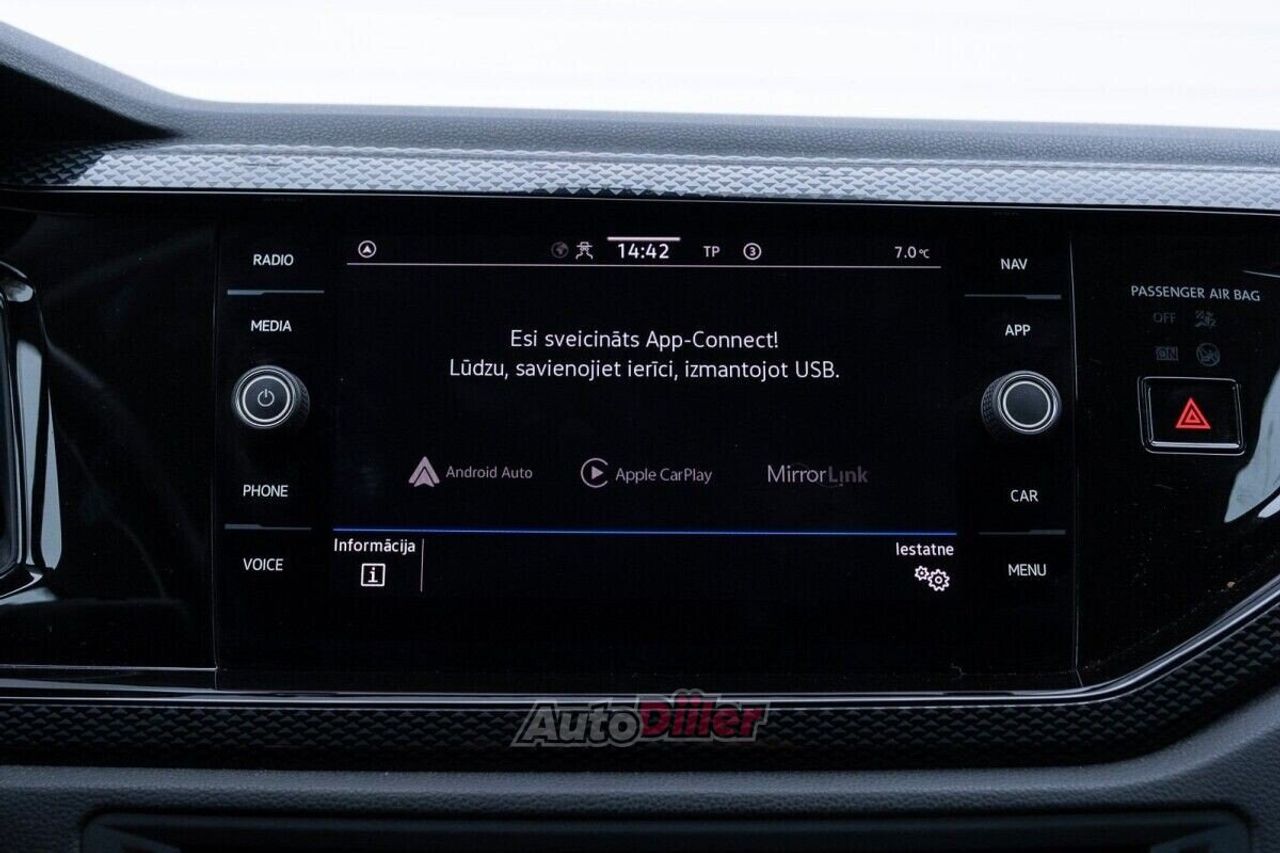 RADIO
MEDIA
PHONE
VOICE
14:42 TP 3 7.0°C
Esi sveicināts App-Connect!
Lūdzu, savienojiet ierīci, izmantojot USB.
Android Auto Apple CarPlay MirrorLink
Informācija
i
Iestatne
NAV
APP
CAR
MENU
PASSENGER AIR BAG
OFF
ON
AutoDiler